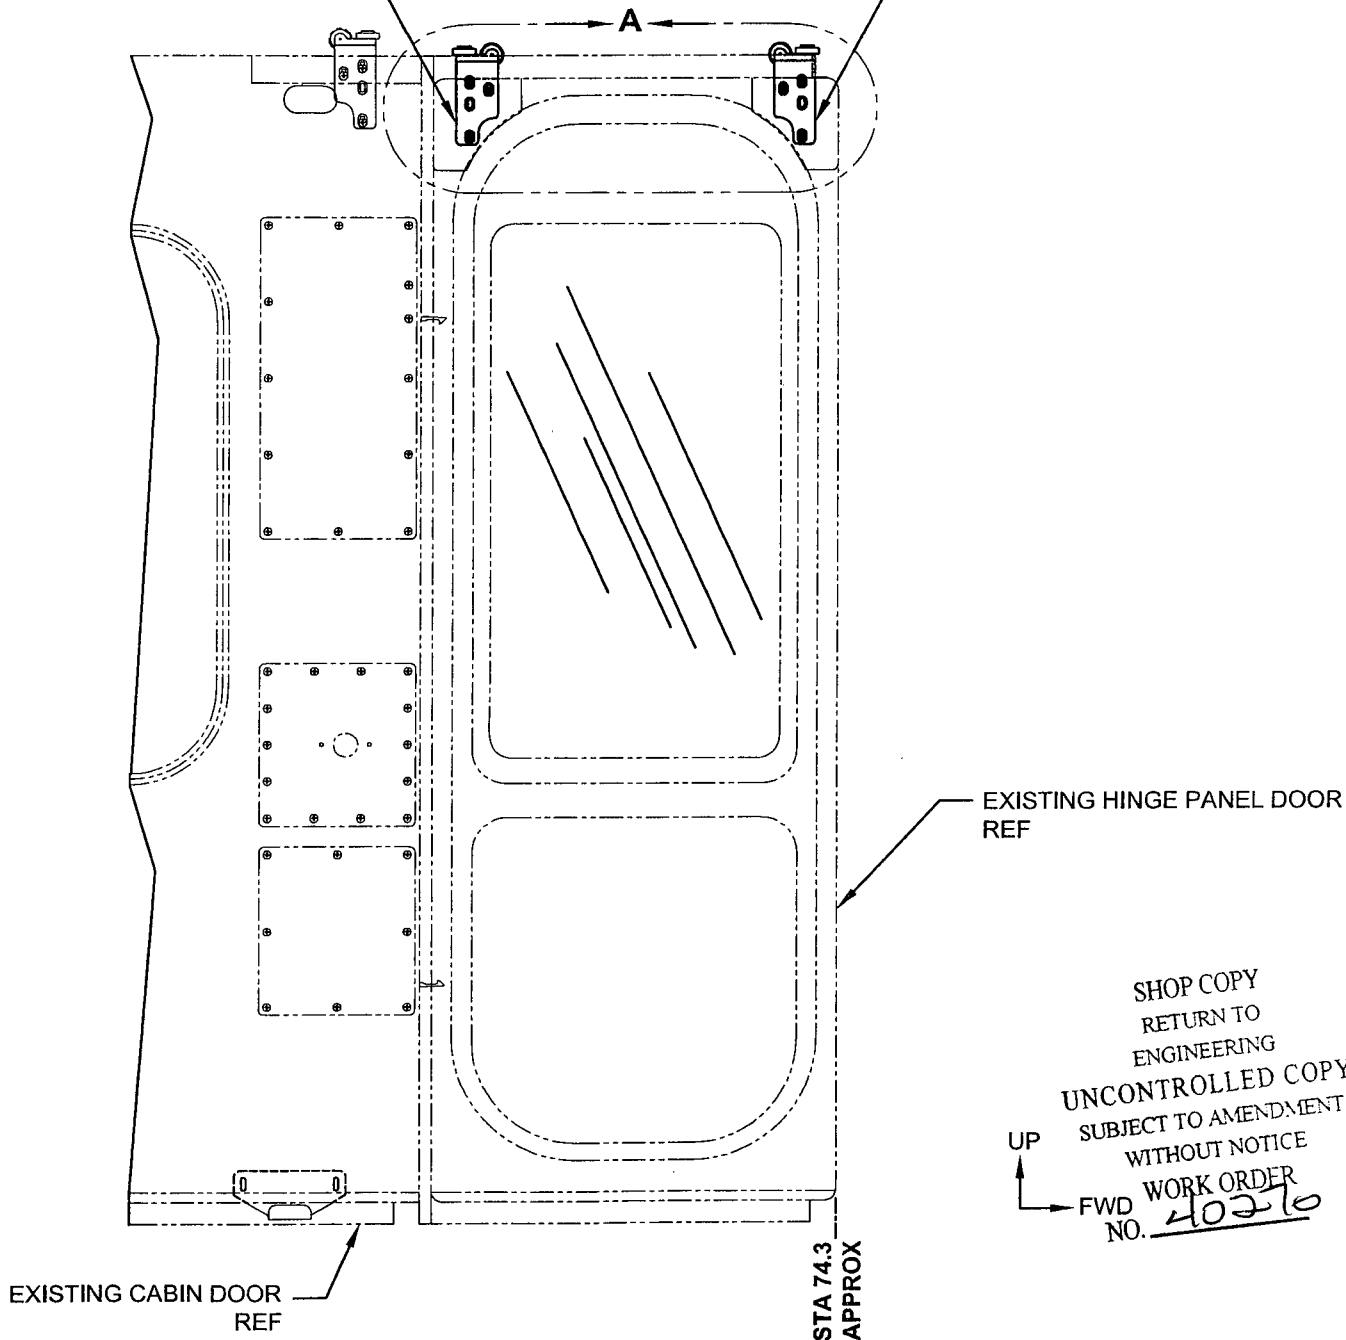 A
EXISTING HINGE PANEL DOOR
REF
SHOP COPY
RETURN TO
ENGINEERING
UNCONTROLLED COPY
SUBJECT TO AMENDMENT
WITHOUT NOTICE
WORK ORDER
NO. 40270
UP
FWD
EXISTING CABIN DOOR
REF
STA 74.3
APPROX